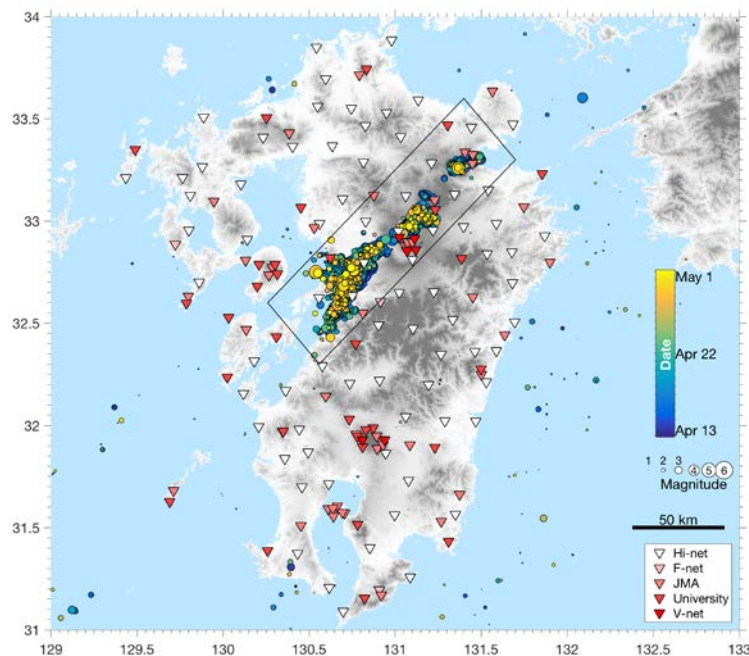 34
33.5
33
32.5
32
31.5
31
129
129.5
130
130.5
131
131.5
132
132.5
133
May 1
Apr 22
Apr 13
Date
1 2 3 4 5 6
Magnitude
50 km
Hi-net
F-net
JMA
University
V-net